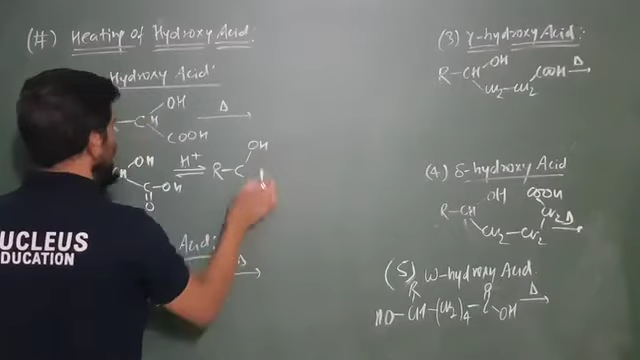 (#) Heating of Hydroxy Acid:
Hydroxy Acid:
OH
CH
Δ
COOH
OH
H+
C-OH
O
R-C
OH
Acid:
Δ
(3) γ-hydroxy Acid:
R-CH
OH
CH2 CH2
COOH Δ
(4) δ-hydroxy Acid
R-CH
OH
COOH
CH2
CH2-CH2
Δ
(5) ω-hydroxy Acid
R
HO-CH-(CH2)4-C
OH
Δ
UCLEUS
DUCATION